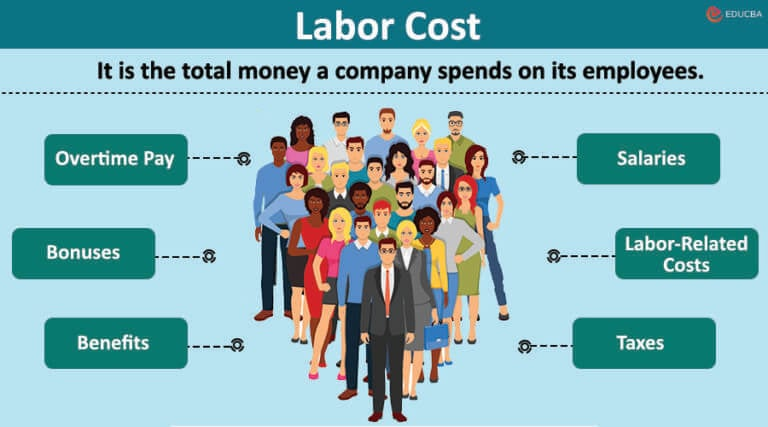 Labor Cost
EDUCBA
It is the total money a company spends on its employees.
Overtime Pay
Salaries
Bonuses
Labor-Related
Costs
Benefits
Taxes